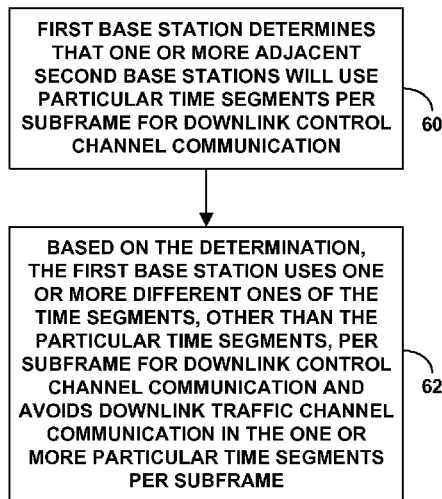 FIRST BASE STATION DETERMINES
THAT ONE OR MORE ADJACENT
SECOND BASE STATIONS WILL USE
PARTICULAR TIME SEGMENTS PER
SUBFRAME FOR DOWNLINK CONTROL
CHANNEL COMMUNICATION
60
BASED ON THE DETERMINATION,
THE FIRST BASE STATION USES ONE
OR MORE DIFFERENT ONES OF THE
TIME SEGMENTS, OTHER THAN THE
PARTICULAR TIME SEGMENTS, PER
SUBFRAME FOR DOWNLINK CONTROL
CHANNEL COMMUNICATION AND
AVOIDS DOWNLINK TRAFFIC CHANNEL
COMMUNICATION IN THE ONE OR
MORE PARTICULAR TIME SEGMENTS
PER SUBFRAME
62